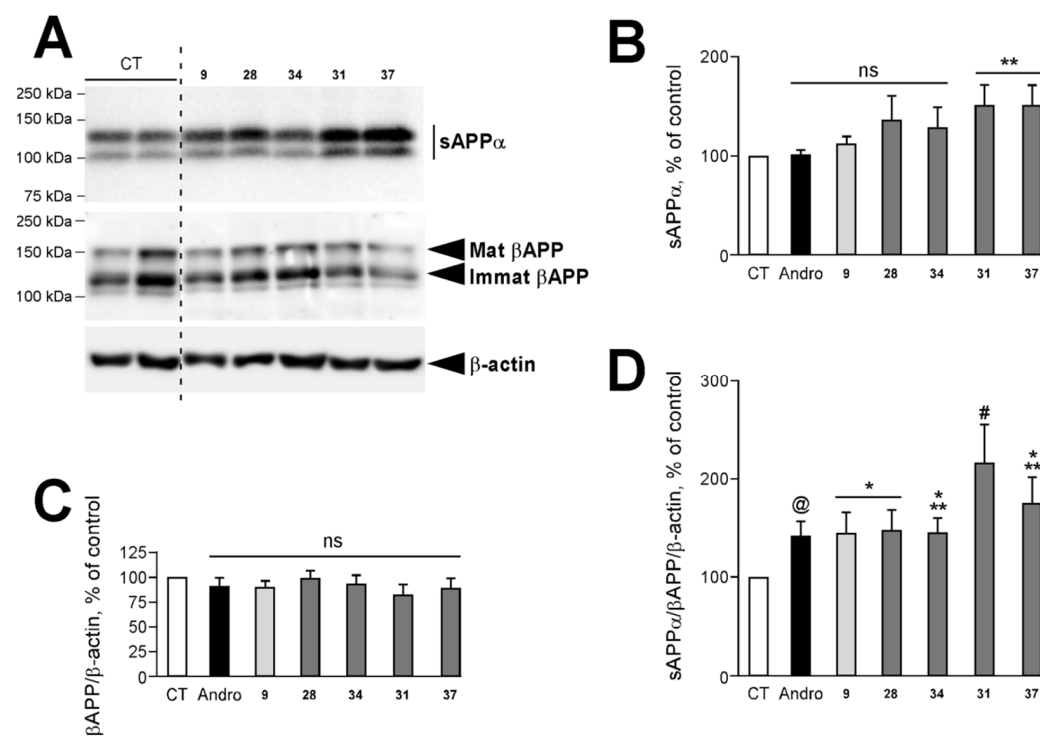 A
CT
9 28 34 31 37
250 kDa
150 kDa
100 kDa
75 kDa
sAPPα
250 kDa
150 kDa
100 kDa
Mat βAPP
Immat βAPP
β-actin
B
sAPPα, % of control
200
100
0
ns
**
CT Andro 9 28 34 31 37
C
βAPP/β-actin, % of control
125
100
75
50
25
0
ns
CT Andro 9 28 34 31 37
D
sAPPα/βAPP/β-actin, % of control
300
200
100
0
@
*
*
**
#
*
**
CT Andro 9 28 34 31 37